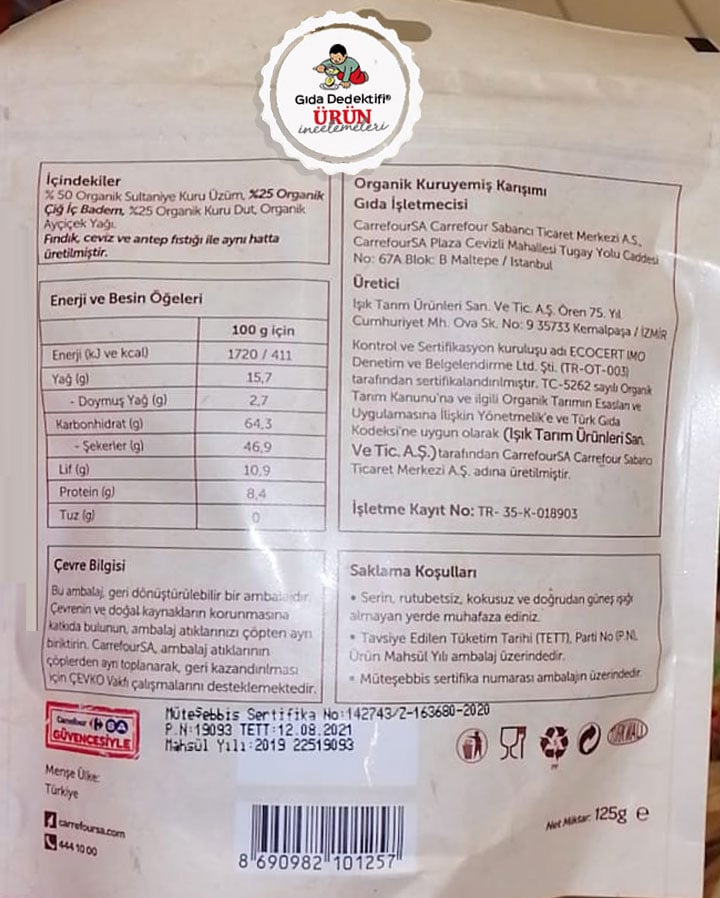 Gıda Dedektifi®
ÜRÜN
incelemeleri
İçindekiler
% 50 Organik Sultaniye Kuru Üzüm, %25 Organik
Çiğ İç Badem, %25 Organik Kuru Dut, Organik
Ayçiçek Yağı.
Fındık, ceviz ve antep fıstığı ile aynı hatta
üretilmiştir.
Enerji ve Besin Öğeleri
100 g için
Enerji (kJ ve kcal) 1720 / 411
Yağ (g) 15,7
- Doymuş Yağ (g) 2,7
Karbonhidrat (g) 64,3
- Şekerler (g) 46,9
Lif (g) 10,9
Protein (g) 8,4
Tuz (g) 0
Çevre Bilgisi
Bu ambalaj, geri dönüştürülebilir bir ambalajdır.
Çevrenin ve doğal kaynakların korunmasına
katkıda bulunun, ambalaj atıklarınızı çöpten ayrı
biriktirin. CarrefourSA, ambalaj atıklarının
çöplerden ayrı toplanarak, geri kazandırılması
için ÇEVKO Vakfı çalışmalarını desteklemektedir.
Organik Kuruyemiş Karışımı
Gıda İşletmecisi
CarrefourSA Carrefour Sabancı Ticaret Merkezi A.S.,
CarrefourSA Plaza Cevizli Mahallesi Tugay Yolu Caddesi
No: 67A Blok: B Maltepe / İstanbul
Üretici
Işık Tarım Ürünleri San. Ve Tic. A.Ş. Ören 75. Yıl
Cumhuriyet Mh. Ova Sk. No: 9 35733 Kemalpaşa / İZMİR
Kontrol ve Sertifikasyon kuruluşu adı ECOCERT IMO
Denetim ve Belgelendirme Ltd. Şti. (TR-OT-003)
tarafından sertifikalandırılmıştır. TC-5262 sayılı Organik
Tarım Kanunu'na ve ilgili Organik Tarımın Esasları ve
Uygulamasına İlişkin Yönetmelik'e ve Türk Gıda
Kodeksi'ne uygun olarak (Işık Tarım Ürünleri San.
Ve Tic. A.Ş.) tarafından CarrefourSA Carrefour Sabancı
Ticaret Merkezi A.Ş. adına üretilmiştir.
İşletme Kayıt No: TR- 35-K-018903
Saklama Koşulları
• Serin, rutubetsiz, kokusuz ve doğrudan güneş ışığı
almayan yerde muhafaza ediniz.
• Tavsiye Edilen Tüketim Tarihi (TETT), Parti No (P.N),
Ürün Mahsül Yılı ambalaj üzerindedir.
• Müteşebbis sertifika numarası ambalajın üzerindedir.
Carrefour SA
GÜVENCESİYLE
Müteşebbis Sertifika No:142743/Z-163680-2020
P.N:19093 TETT:12.08.2021
Mahsül Yılı:2019 22519093
Menşe Ülke:
Türkiye
carrefoursa.com
444 10 00
8 690982 101257
PP
Net Miktar: 125g e